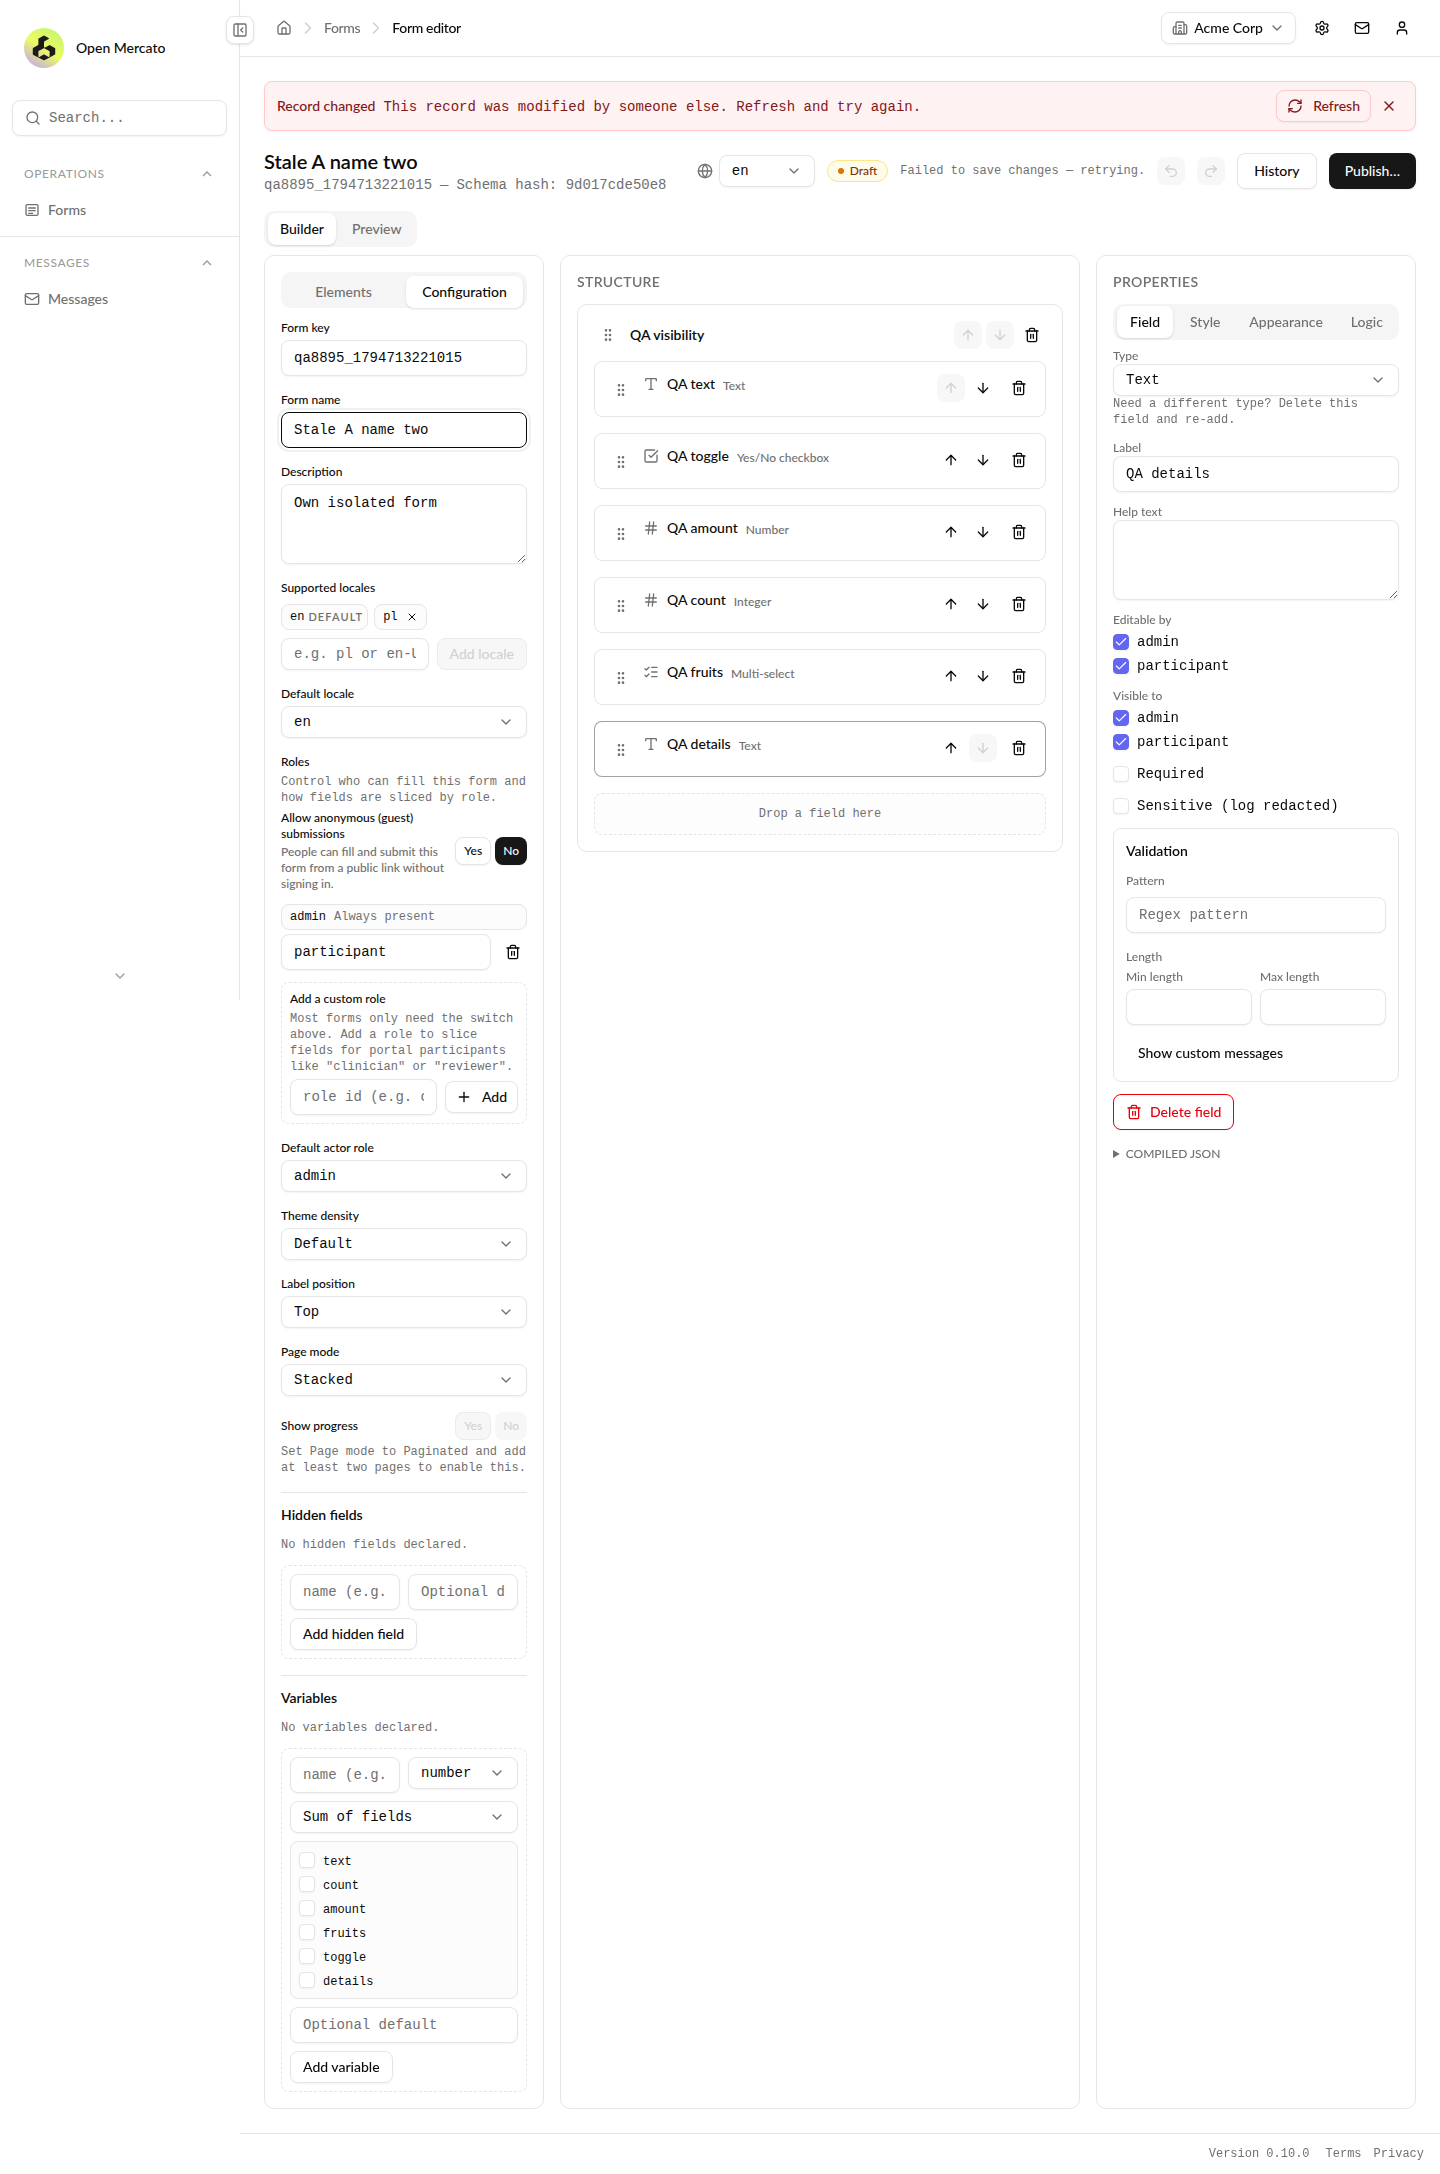 Open Mercato
Search...
OPERATIONS
Forms
MESSAGES
Messages
Forms
Form editor
Acme Corp
Record changed This record was modified by someone else. Refresh and try again.
Refresh
Stale A name two
qa8895_1794713221015 — Schema hash: 9d017cde50e8
en
Draft
Failed to save changes — retrying.
History
Publish...
Builder
Preview
Elements
Configuration
Form key
qa8895_1794713221015
Form name
Stale A name two
Description
Own isolated form
Supported locales
en DEFAULT
pl
e.g. pl or en-U
Add locale
Default locale
en
Roles
Control who can fill this form and
how fields are sliced by role.
Allow anonymous (guest)
submissions
People can fill and submit this
form from a public link without
signing in.
Yes
No
admin Always present
participant
Add a custom role
Most forms only need the switch
above. Add a role to slice
fields for portal participants
like "clinician" or "reviewer".
role id (e.g. c
Add
Default actor role
admin
Theme density
Default
Label position
Top
Page mode
Stacked
Show progress
Yes
No
Set Page mode to Paginated and add
at least two pages to enable this.
Hidden fields
No hidden fields declared.
name (e.g.
Optional d
Add hidden field
Variables
No variables declared.
name (e.g.
number
Sum of fields
text
count
amount
fruits
toggle
details
Optional default
Add variable
STRUCTURE
QA visibility
QA text Text
QA toggle Yes/No checkbox
QA amount Number
QA count Integer
QA fruits Multi-select
QA details Text
Drop a field here
PROPERTIES
Field
Style
Appearance
Logic
Type
Text
Need a different type? Delete this
field and re-add.
Label
QA details
Help text
Editable by
admin
participant
Visible to
admin
participant
Required
Sensitive (log redacted)
Validation
Pattern
Regex pattern
Length
Min length
Max length
Show custom messages
Delete field
COMPILED JSON
Version 0.10.0
Terms
Privacy